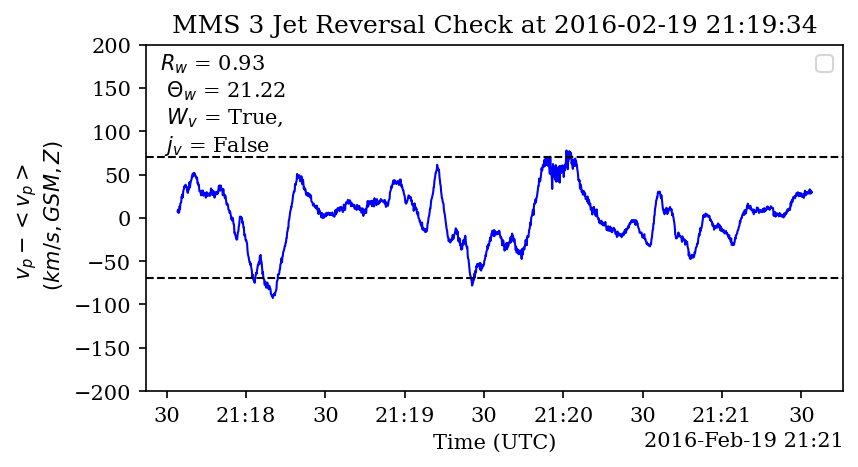 MMS 3 Jet Reversal Check at 2016-02-19 21:19:34
200
150
100
50
0
−50
−100
−150
−200
v_p − < v_p >
(km/s, GSM, Z)
R_w = 0.93
Θ_w = 21.22
W_v = True,
j_v = False
30 21:18 30 21:19 30 21:20 30 21:21 30
Time (UTC)
2016-Feb-19 21:21